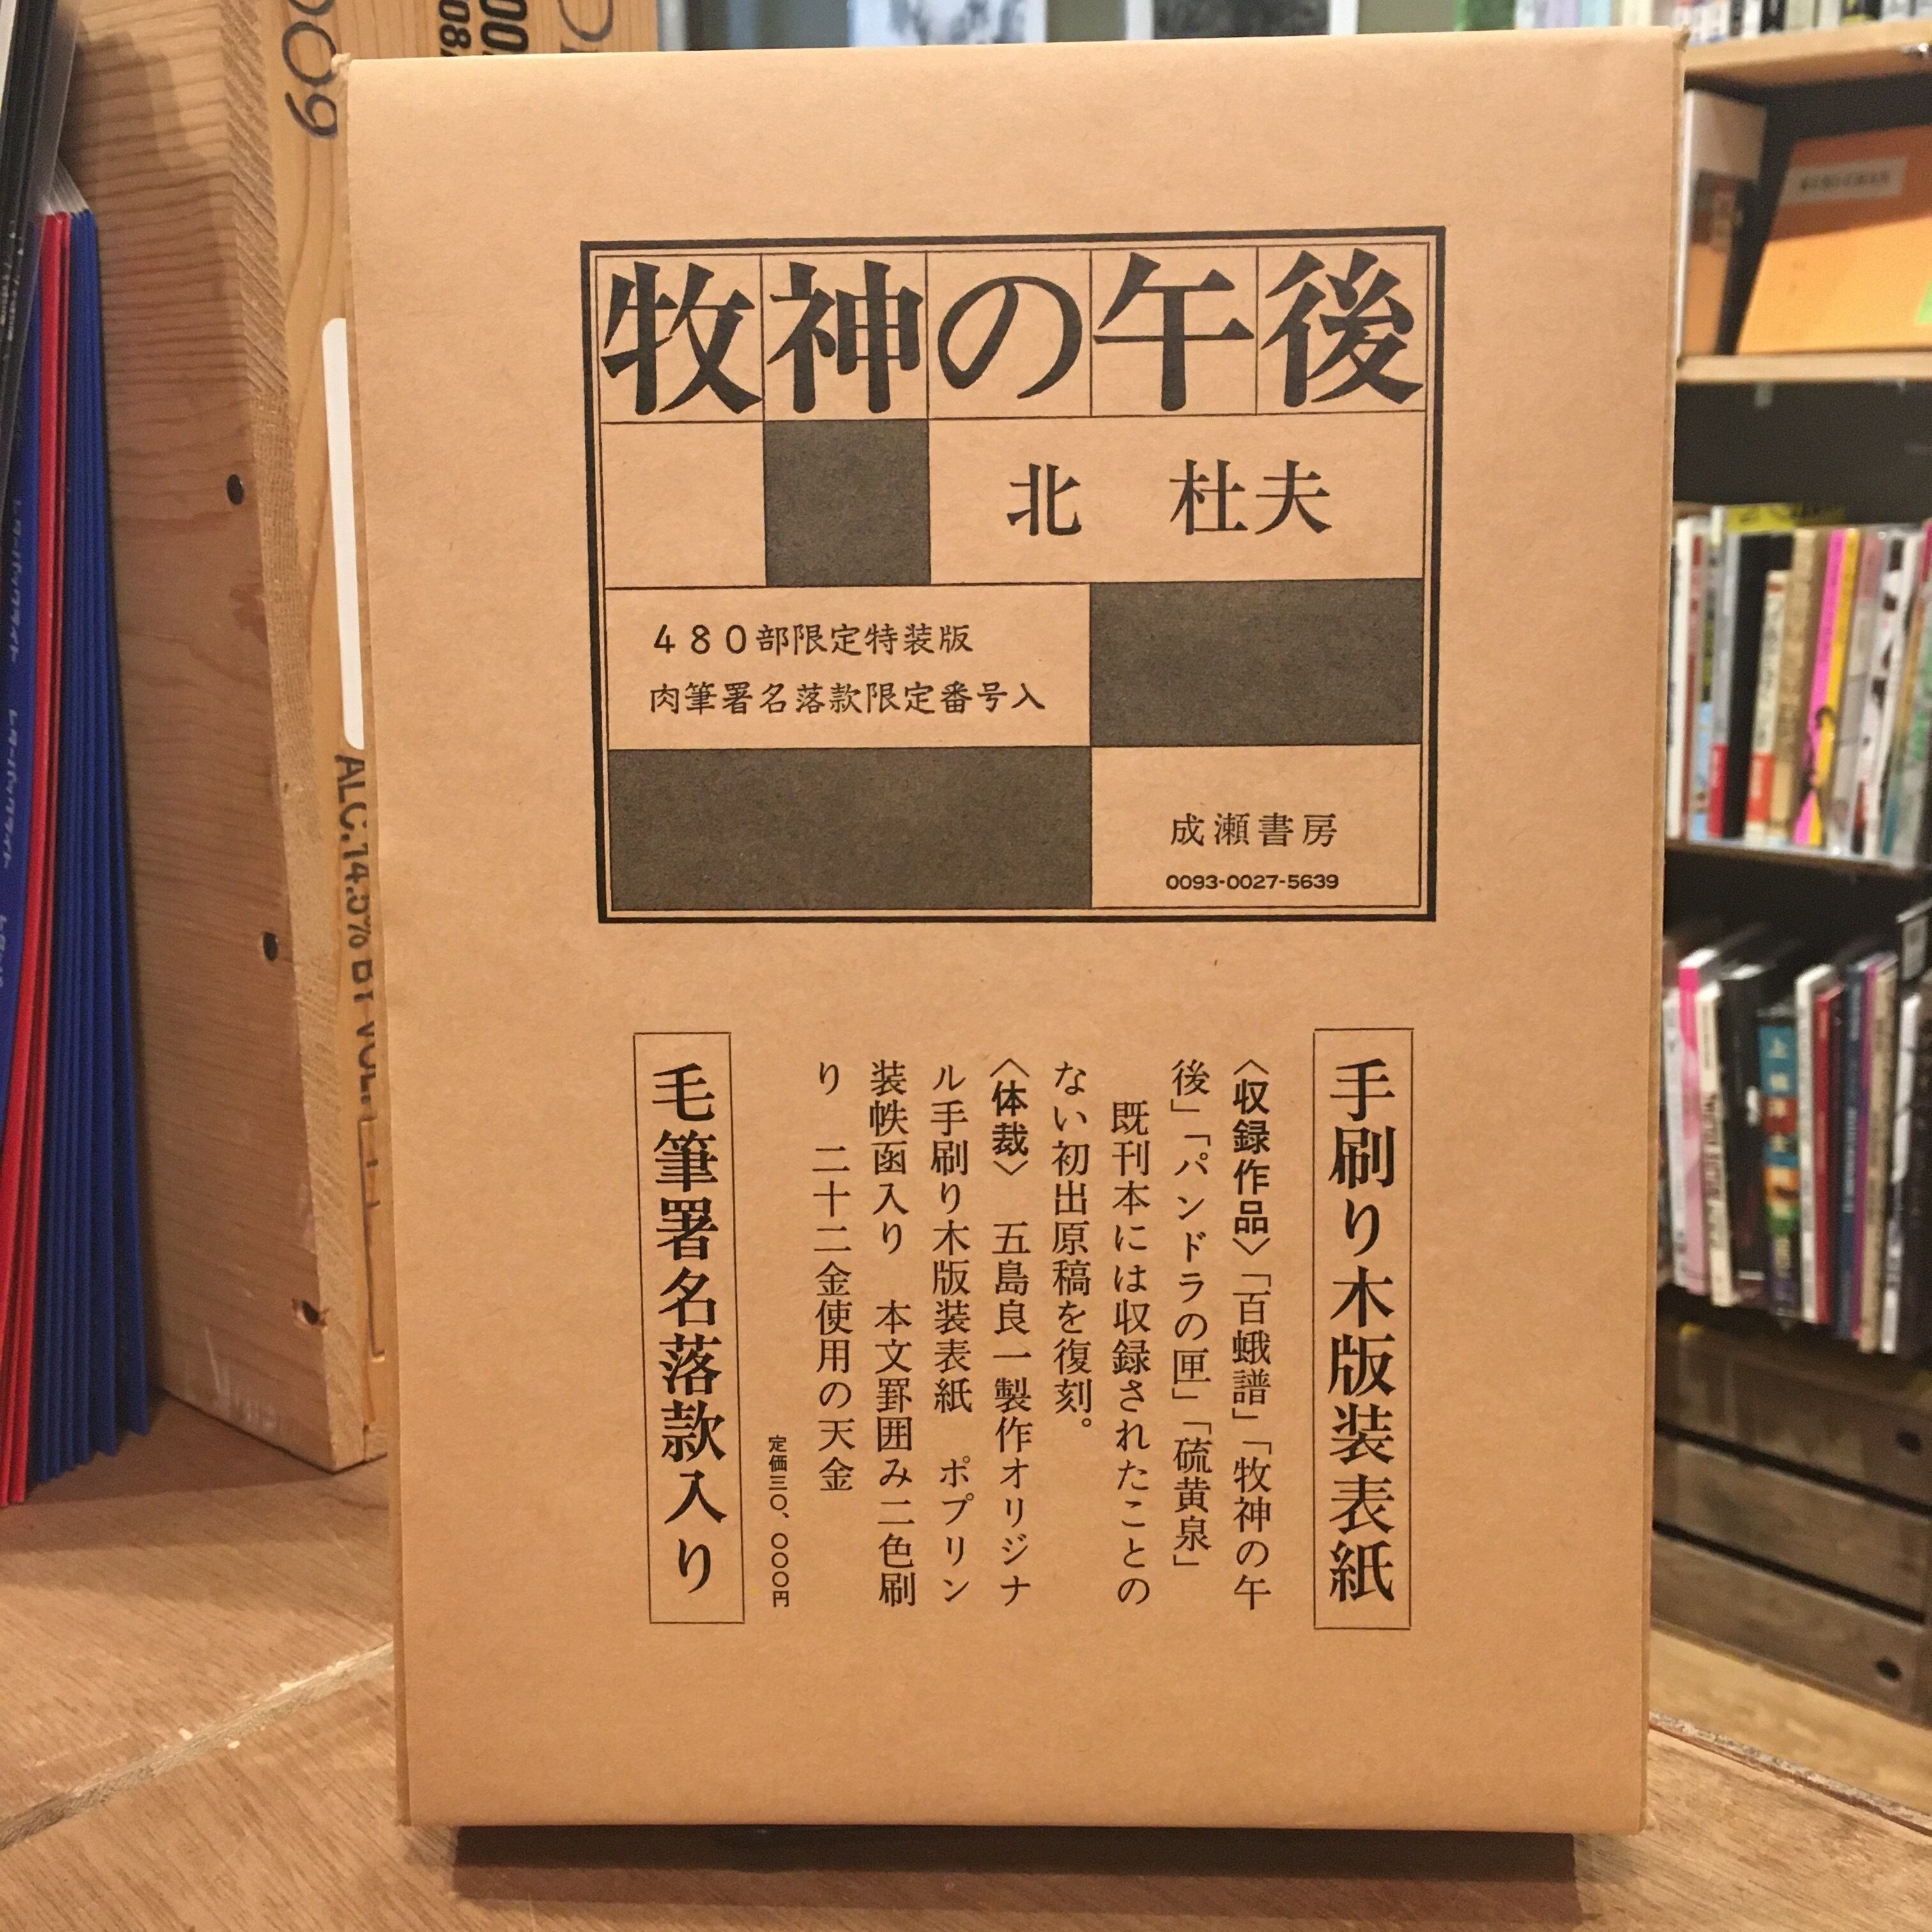 牧神の午後
北 杜夫
480部限定特装版
肉筆署名落款限定番号入
成瀬書房
0093-0027-5639
手刷り木版装表紙
〈収録作品〉「百蛾譜」「牧神の午
後」「パンドラの匣」「硫黄泉」
既刊本には収録されたことの
ない初出原稿を復刻。
〈体裁〉 五島良一製作オリジナ
ル手刷り木版装表紙 ポプリン
装帙函入り 本文罫囲み二色刷
り 二十二金使用の天金
定価三〇、〇〇〇円
毛筆署名落款入り
009
ALC.14.5% BY VOL.